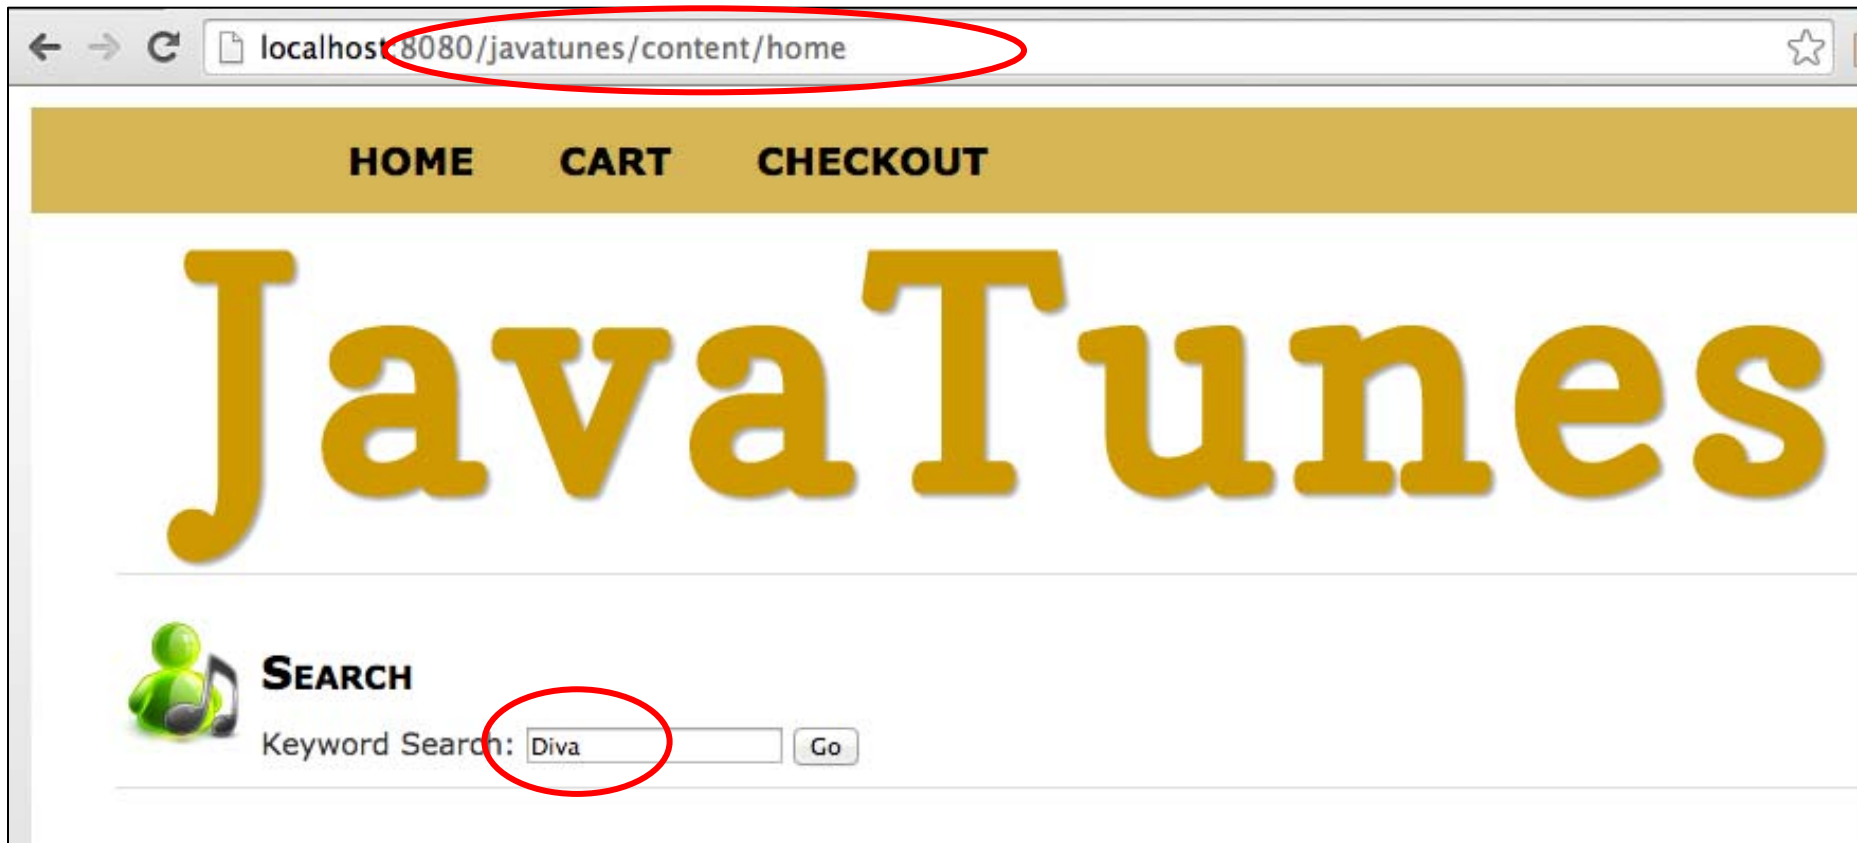 localhost:8080/javatunes/content/home
HOME CART CHECKOUT
JavaTunes
SEARCH
Keyword Search: Diva Go